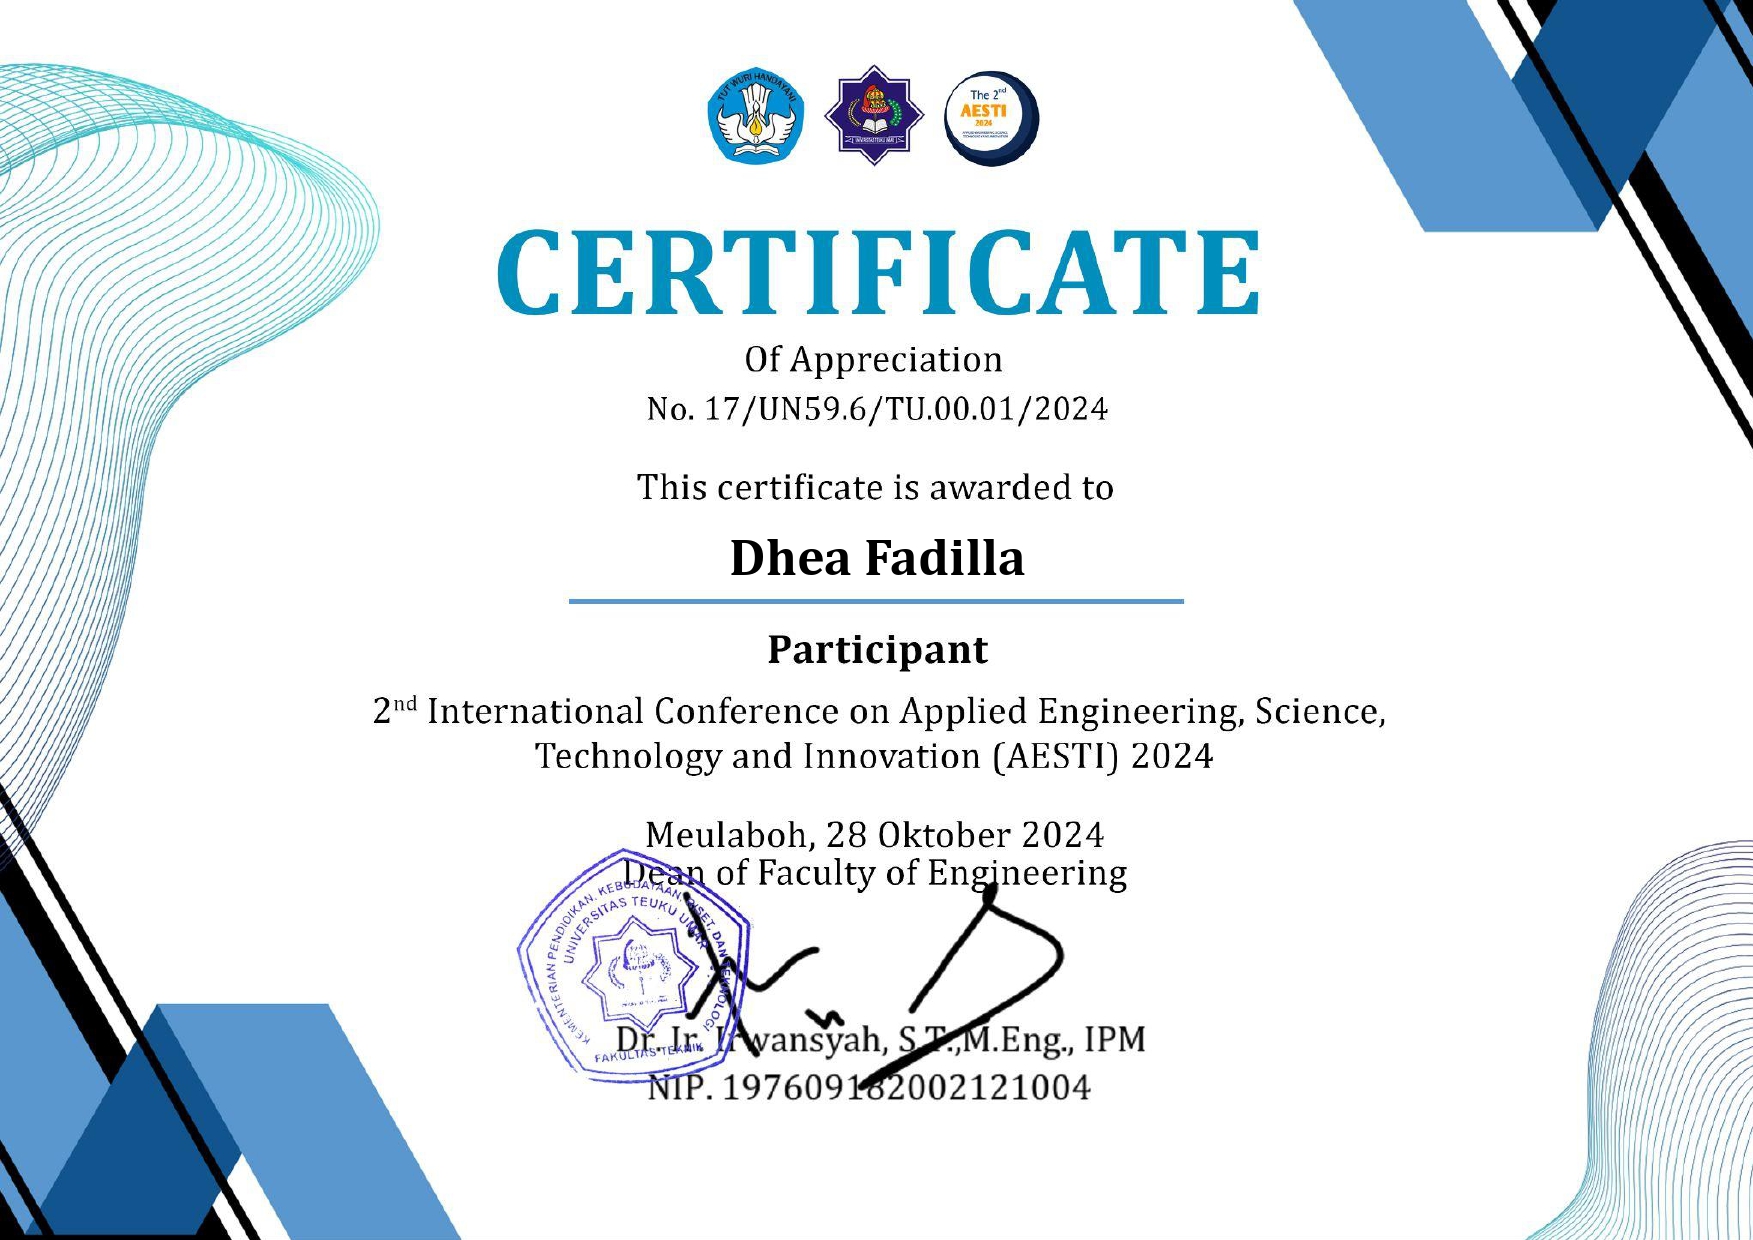 TUT WURI HANDAYANI
UNIVERSITAS TEUKU UMAR
The 2nd
AESTI
2024
CERTIFICATE
Of Appreciation
No. 17/UN59.6/TU.00.01/2024
This certificate is awarded to
Dhea Fadilla
Participant
2nd International Conference on Applied Engineering, Science,
Technology and Innovation (AESTI) 2024
Meulaboh, 28 Oktober 2024
Dean of Faculty of Engineering
KEMENTERIAN PENDIDIKAN, KEBUDAYAAN, RISET, DAN TEKNOLOGI
UNIVERSITAS TEUKU UMAR
FAKULTAS TEKNIK
Dr. Ir. Irwansyah, S.T.,M.Eng., IPM
NIP. 197609182002121004